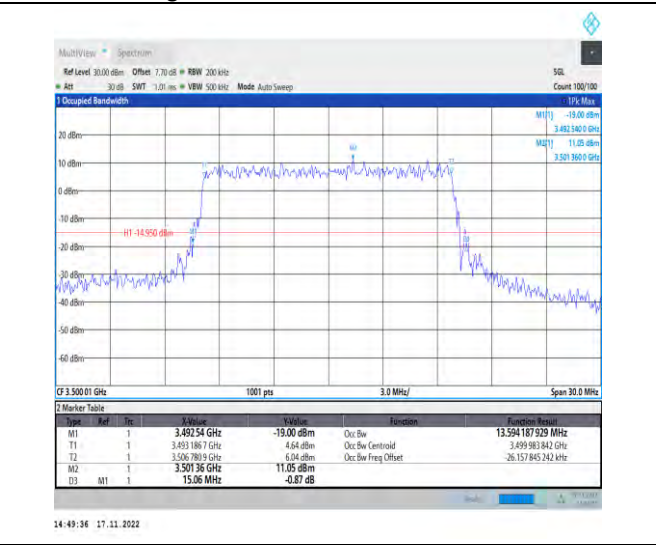 MultiView Spectrum
Ref Level 30.00 dBm Offset 7.70 dB RBW 200 kHz SGL
Att 30 dB SWT 1.01 ms VBW 500 kHz Mode Auto Sweep Count 100/100
1 Occupied Bandwidth 1Pk Max
M1[1] -19.00 dBm
3.492 540 0 GHz
M2[1] 11.05 dBm
3.501 360 0 GHz
20 dBm
10 dBm
0 dBm
-10 dBm
H1 -14.950 dBm
-20 dBm
-30 dBm
-40 dBm
-50 dBm
-60 dBm
CF 3.500 01 GHz 1001 pts 3.0 MHz/ Span 30.0 MHz
2 Marker Table
Type Ref Trc X-Value Y-Value Function Function Result
M1 1 3.492 54 GHz -19.00 dBm Occ Bw 13.594 187 929 MHz
T1 1 3.493 186 7 GHz 4.64 dBm Occ Bw Centroid 3.499 983 842 GHz
T2 1 3.506 780 9 GHz 6.04 dBm Occ Bw Freq Offset -26.157 845 242 kHz
M2 1 3.501 36 GHz 11.05 dBm
D3 M1 1 15.06 MHz -0.87 dB
14:49:36 17.11.2022